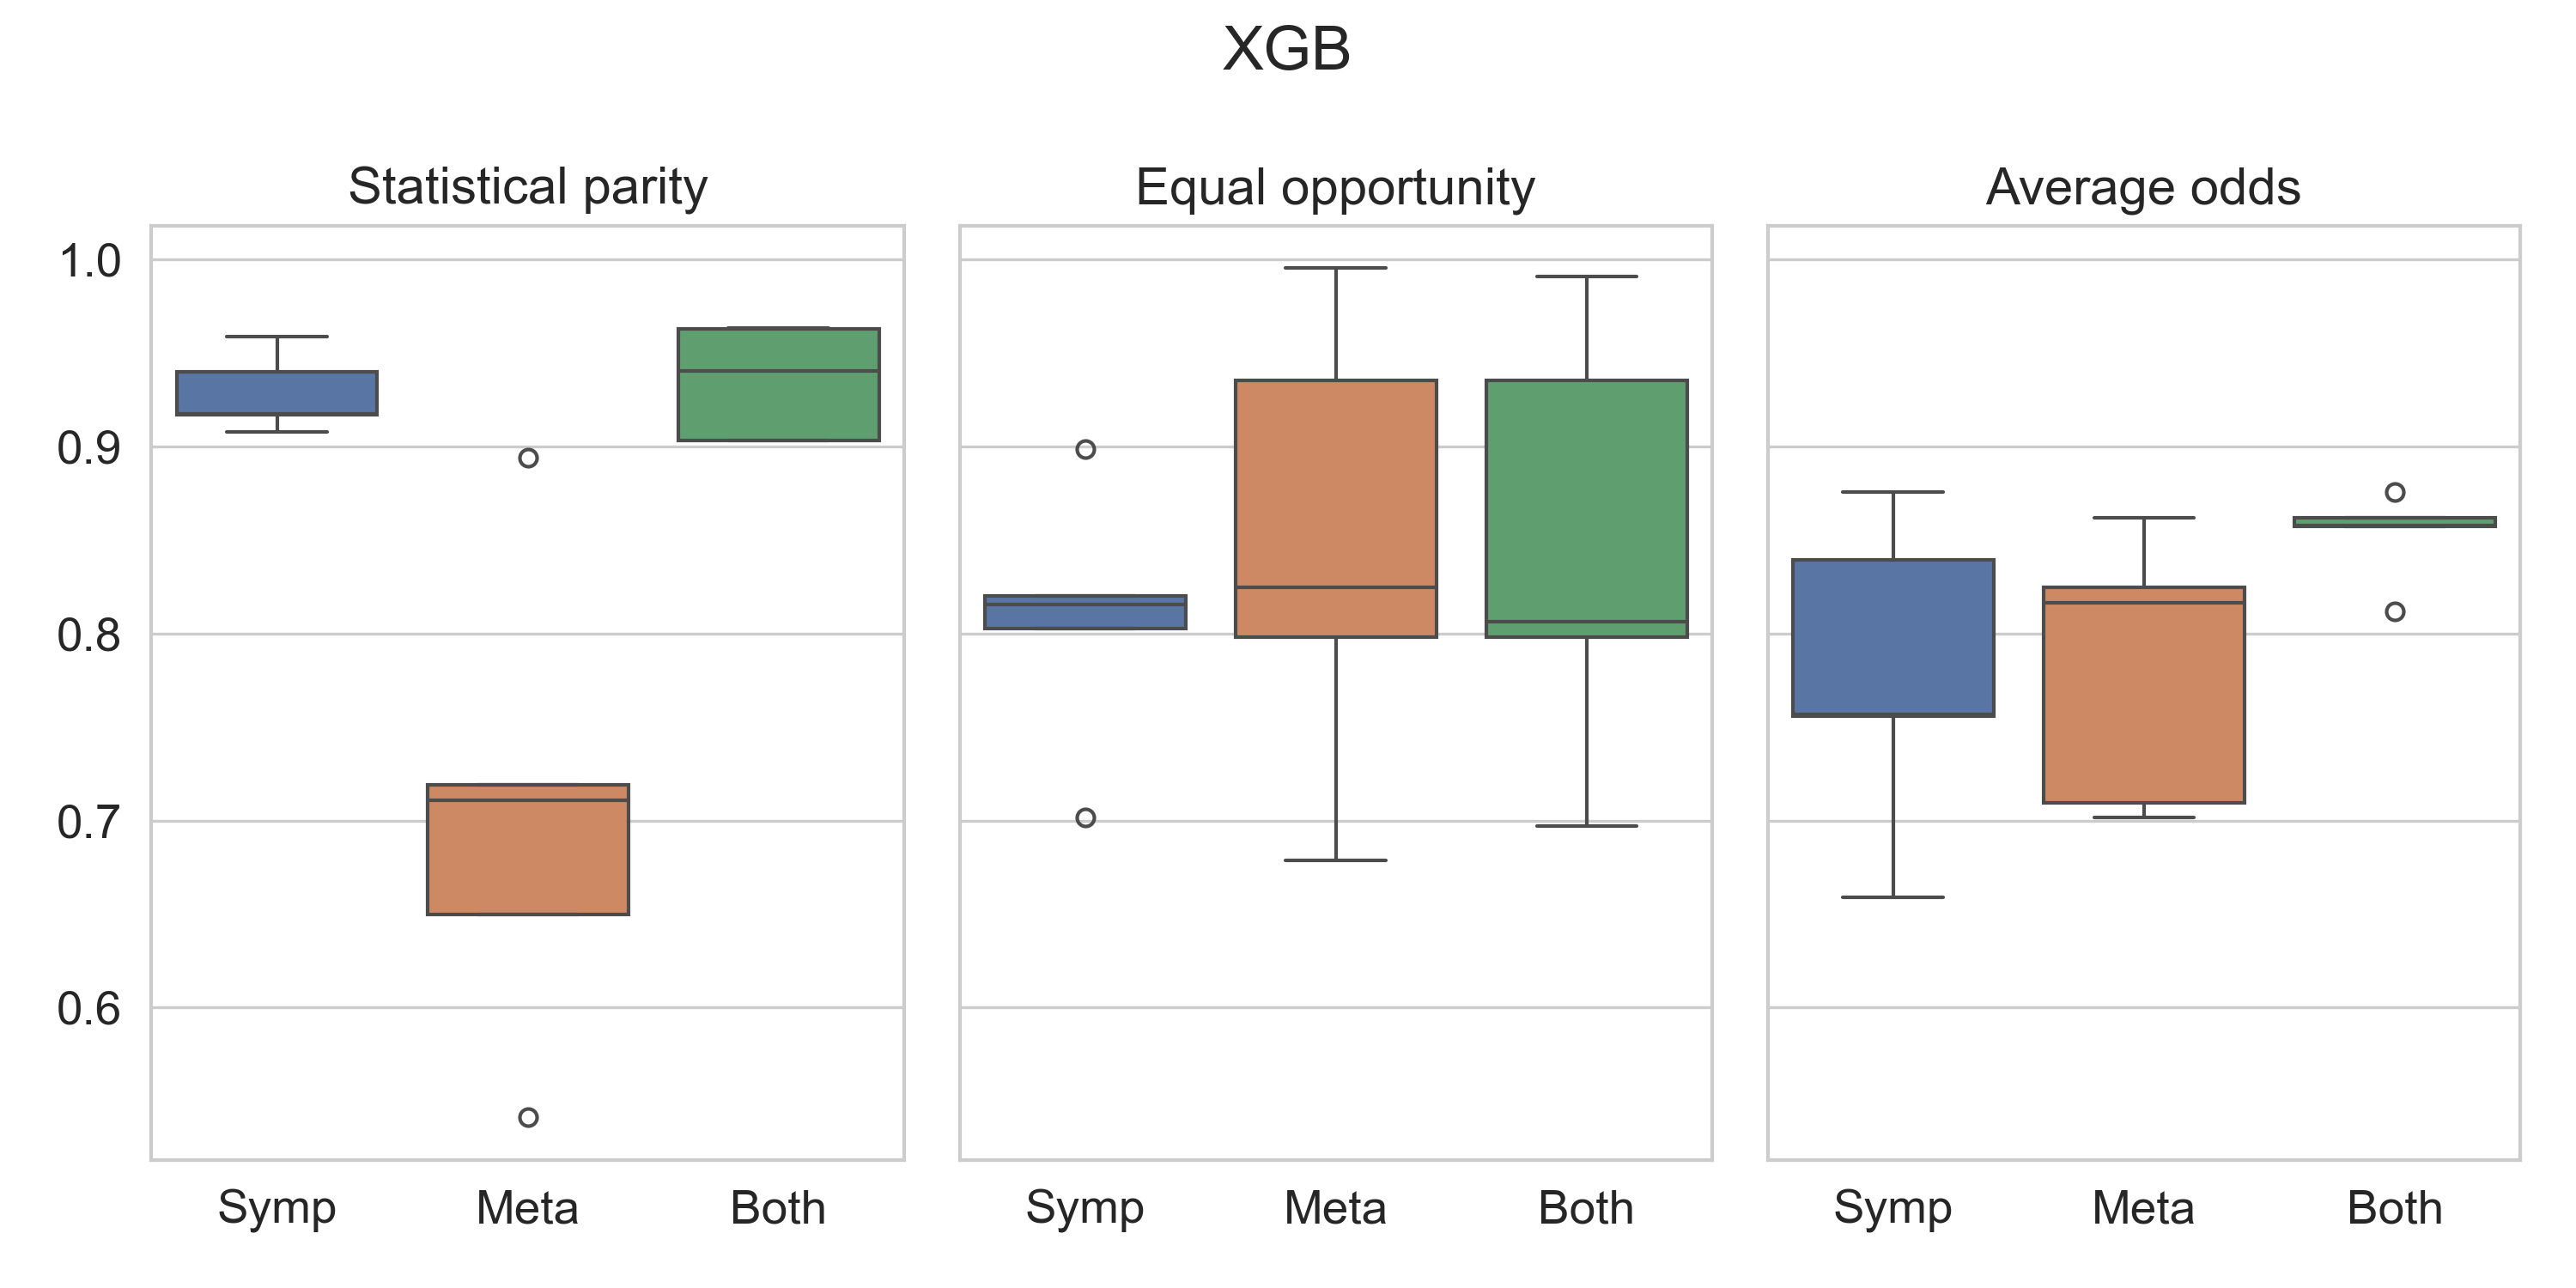 XGB
Statistical parity
Equal opportunity
Average odds
1.0
0.9
0.8
0.7
0.6
Symp Meta Both
Symp Meta Both
Symp Meta Both